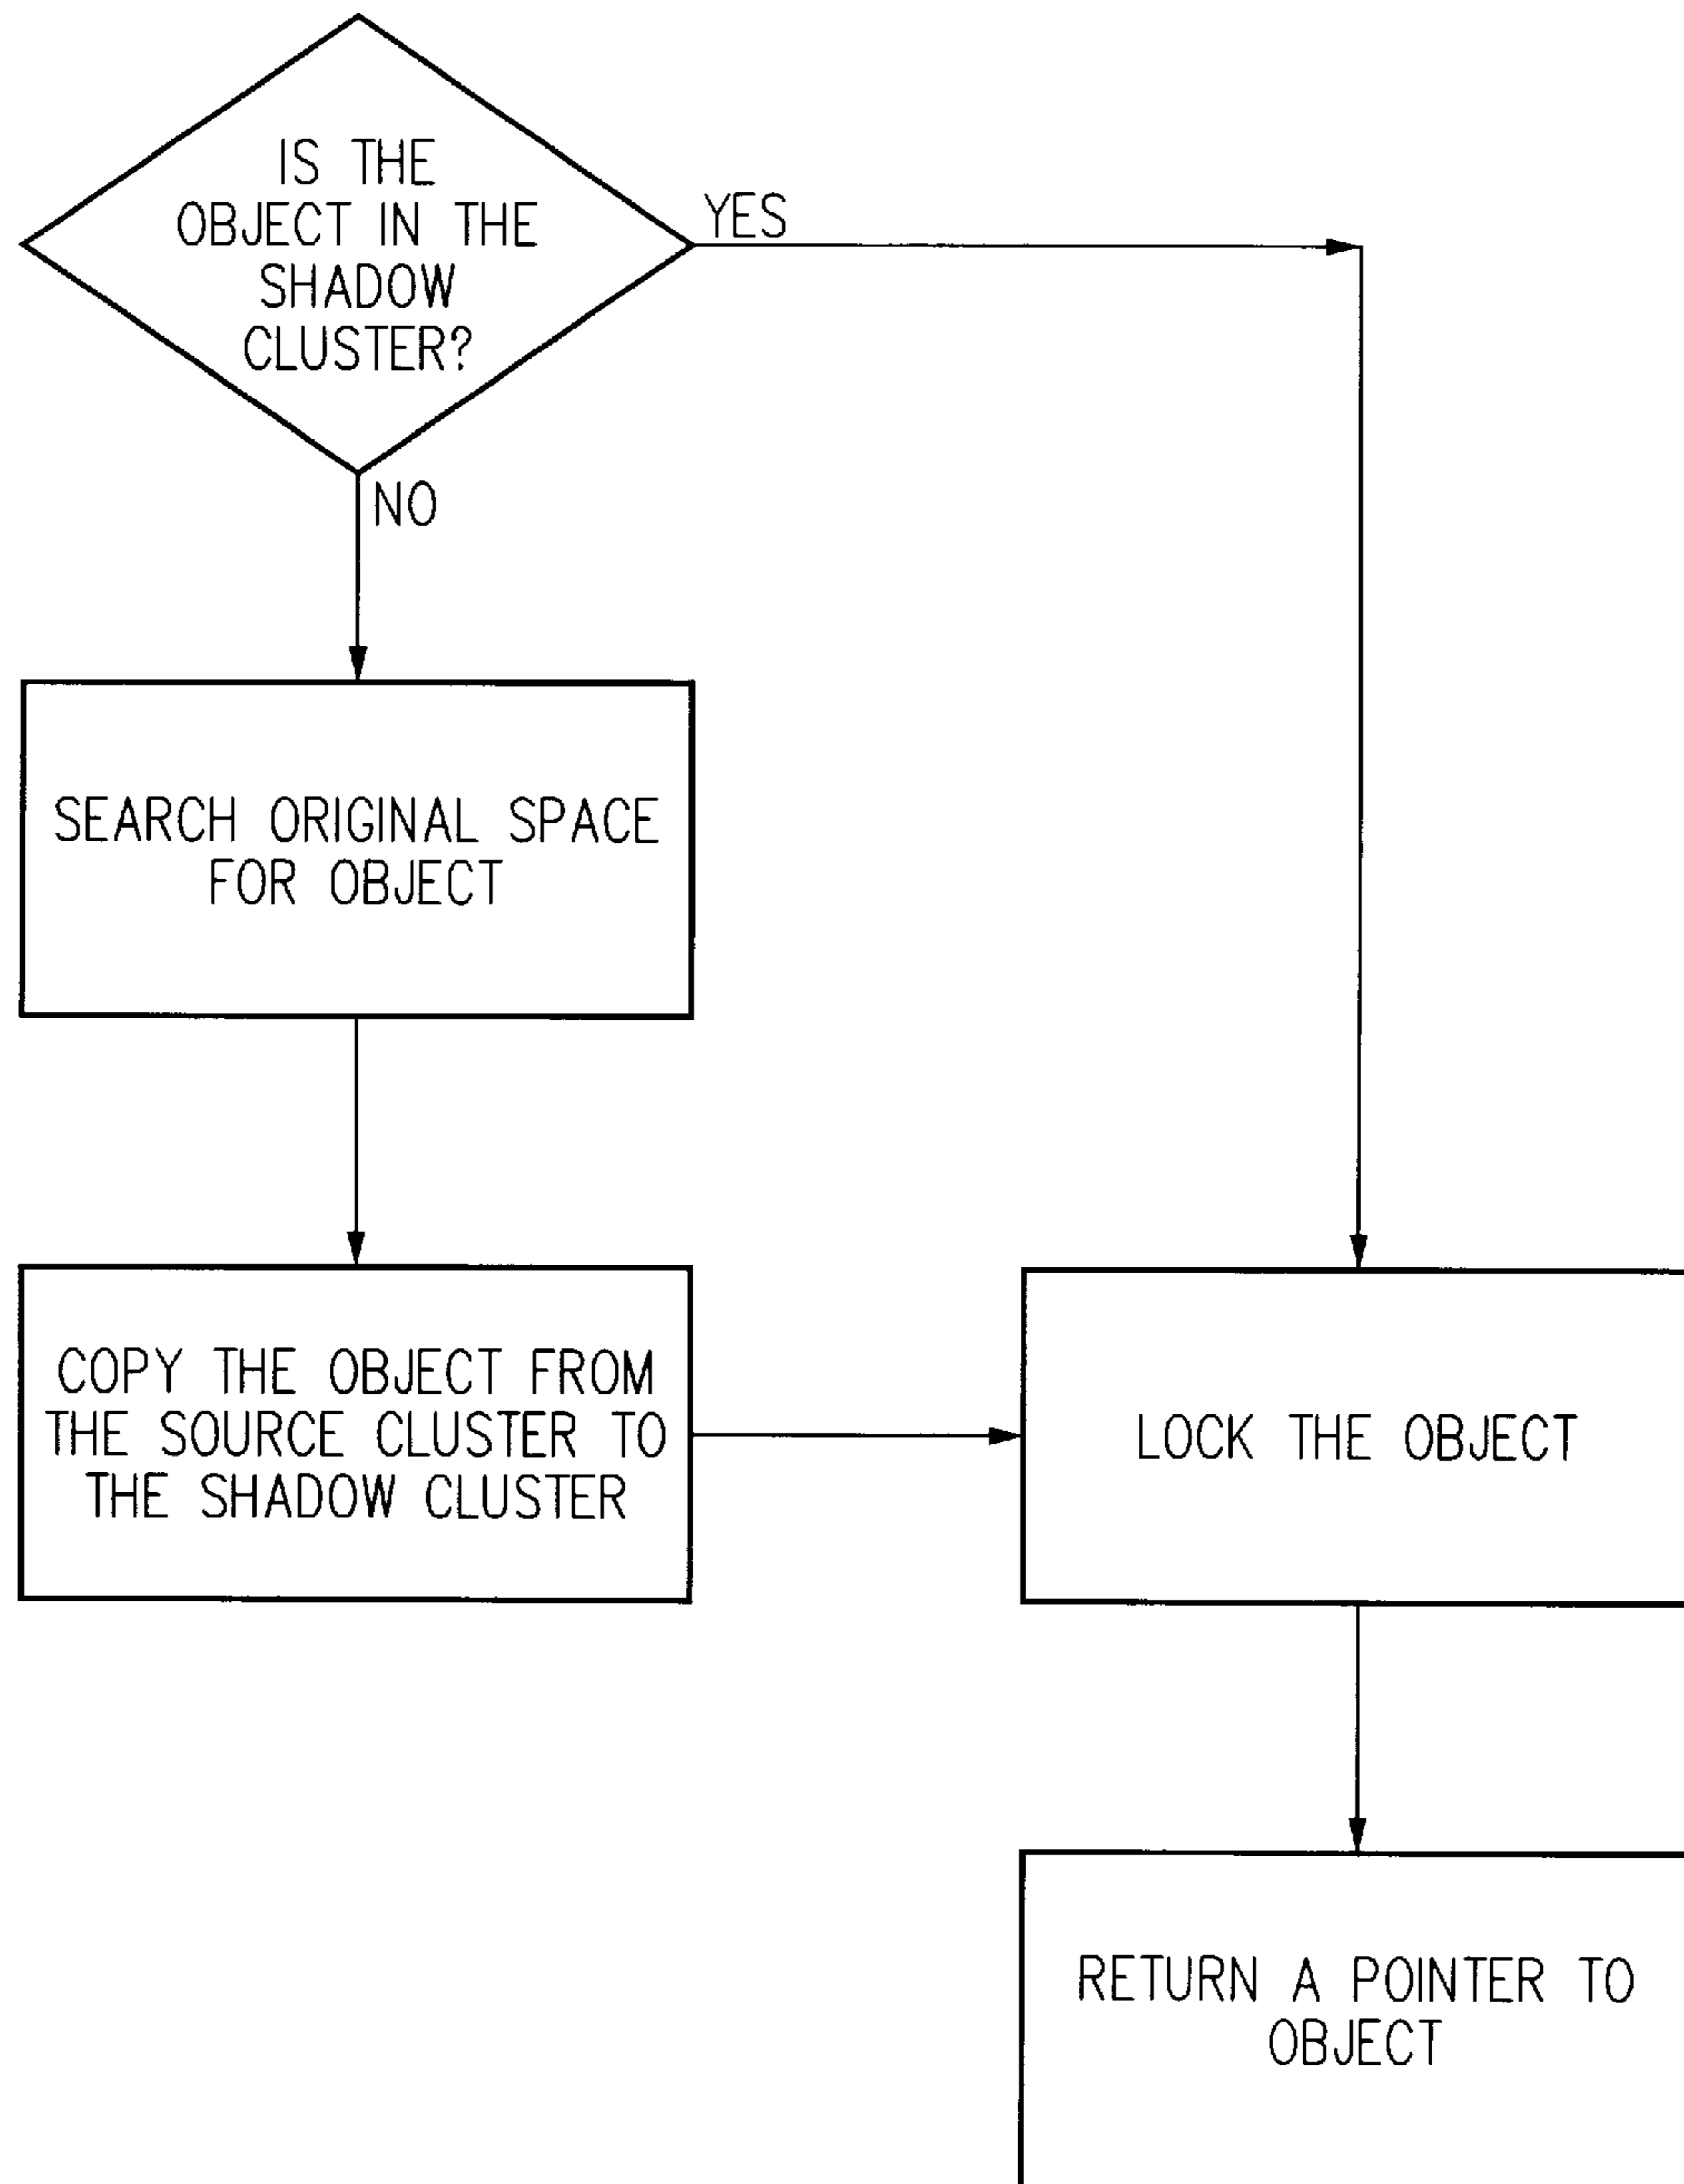 IS THE
OBJECT IN THE
SHADOW
CLUSTER?
YES
NO
SEARCH ORIGINAL SPACE
FOR OBJECT
COPY THE OBJECT FROM
THE SOURCE CLUSTER TO
THE SHADOW CLUSTER
LOCK THE OBJECT
RETURN A POINTER TO
OBJECT